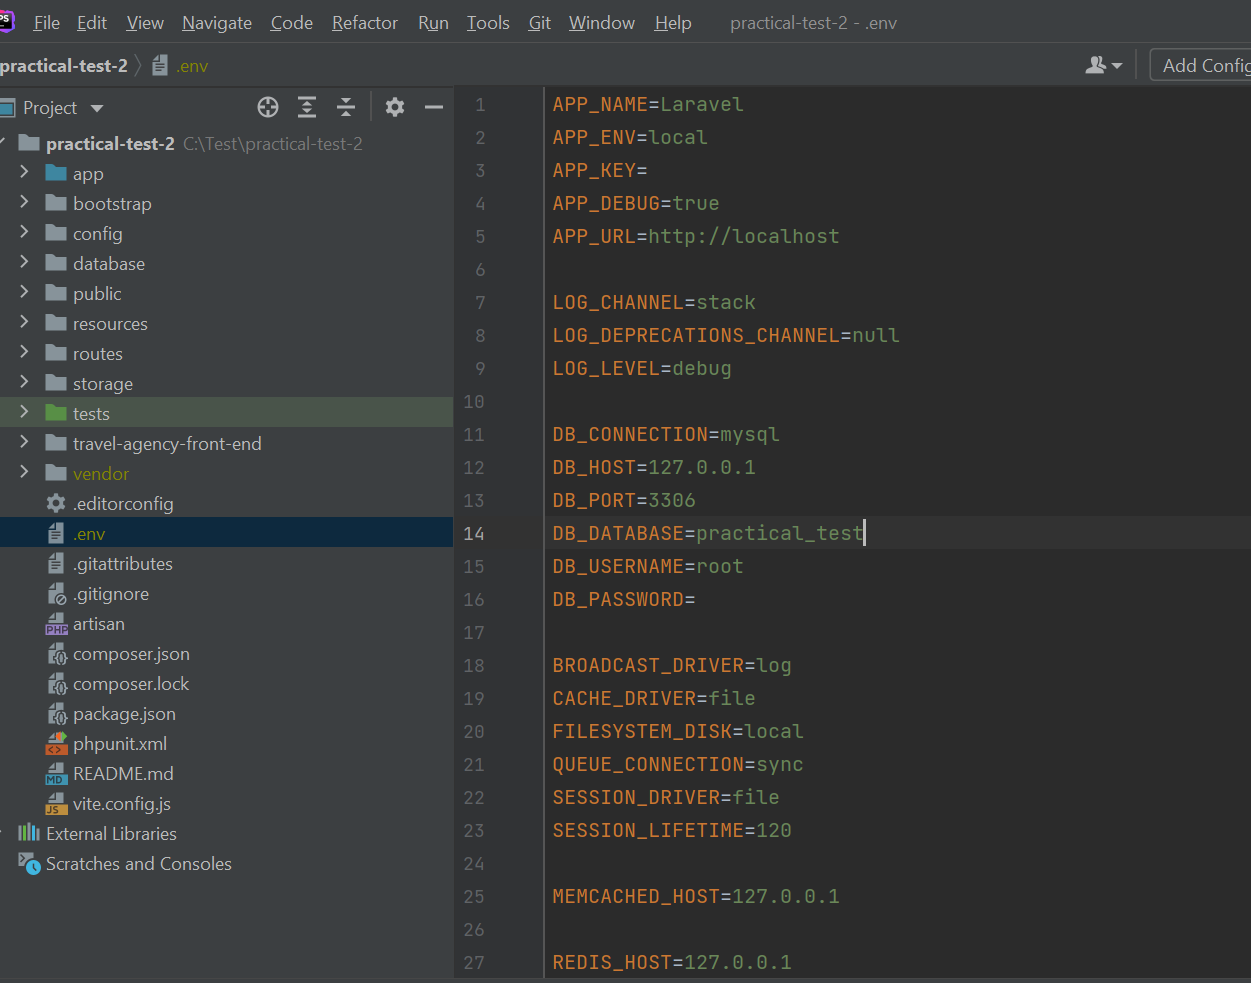 PS File Edit View Navigate Code Refactor Run Tools Git Window Help practical-test-2 - .env
practical-test-2 .env Add Config
Project
practical-test-2 C:\Test\practical-test-2
app
bootstrap
config
database
public
resources
routes
storage
tests
travel-agency-front-end
vendor
.editorconfig
.env
.gitattributes
.gitignore
PHP artisan
composer.json
composer.lock
package.json
phpunit.xml
MD README.md
JS vite.config.js
External Libraries
Scratches and Consoles
1 APP_NAME=Laravel
2 APP_ENV=local
3 APP_KEY=
4 APP_DEBUG=true
5 APP_URL=http://localhost
6
7 LOG_CHANNEL=stack
8 LOG_DEPRECATIONS_CHANNEL=null
9 LOG_LEVEL=debug
10
11 DB_CONNECTION=mysql
12 DB_HOST=127.0.0.1
13 DB_PORT=3306
14 DB_DATABASE=practical_test
15 DB_USERNAME=root
16 DB_PASSWORD=
17
18 BROADCAST_DRIVER=log
19 CACHE_DRIVER=file
20 FILESYSTEM_DISK=local
21 QUEUE_CONNECTION=sync
22 SESSION_DRIVER=file
23 SESSION_LIFETIME=120
24
25 MEMCACHED_HOST=127.0.0.1
26
27 REDIS_HOST=127.0.0.1